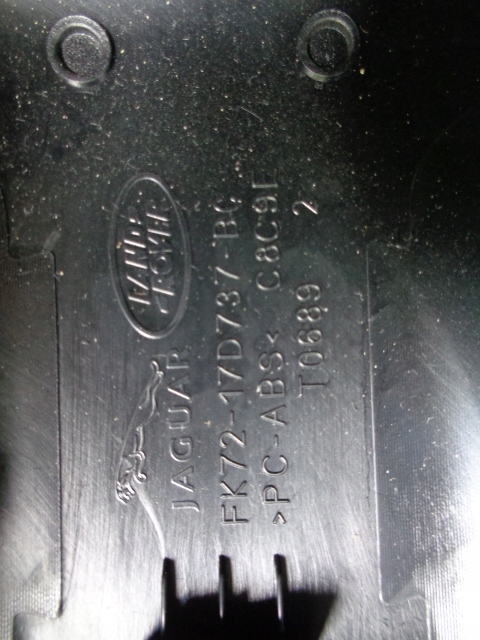 LAND
ROVER
JAGUAR
FK72-17D737-BC
>PC-ABS< C8C9E
T0689 2